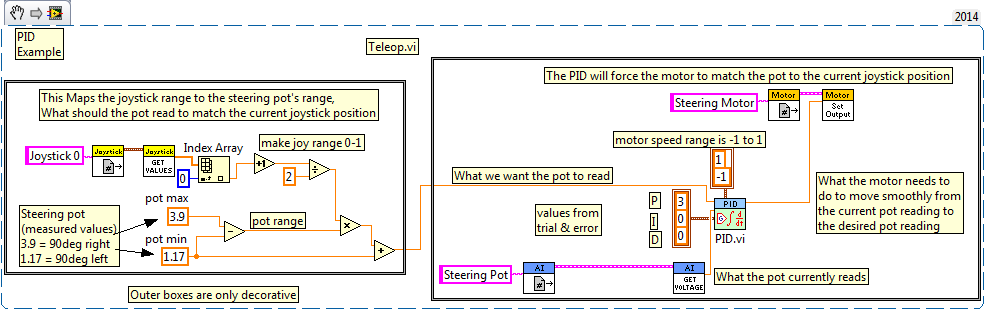 2014
PID
Example
Teleop.vi
This Maps the joystick range to the steering pot's range,
What should the pot read to match the current joystick position
Joystick 0
Joystick
Joystick
GET
VALUES
Index Array
0
make joy range 0-1
+1
2
÷
pot max
3.9
Steering pot
(measured values)
3.9 = 90deg right
1.17 = 90deg left
pot min
1.17
pot range
−
×
+
Outer boxes are only decorative
The PID will force the motor to match the pot to the current joystick position
Steering Motor
Motor
Motor
Set
Output
motor speed range is -1 to 1
1
-1
What we want the pot to read
values from
trial & error
P
I
D
3
0
0
PID
PID.vi
What the motor needs to
do to move smoothly from
the current pot reading to
the desired pot reading
Steering Pot
AI
AI
GET
VOLTAGE
What the pot currently reads